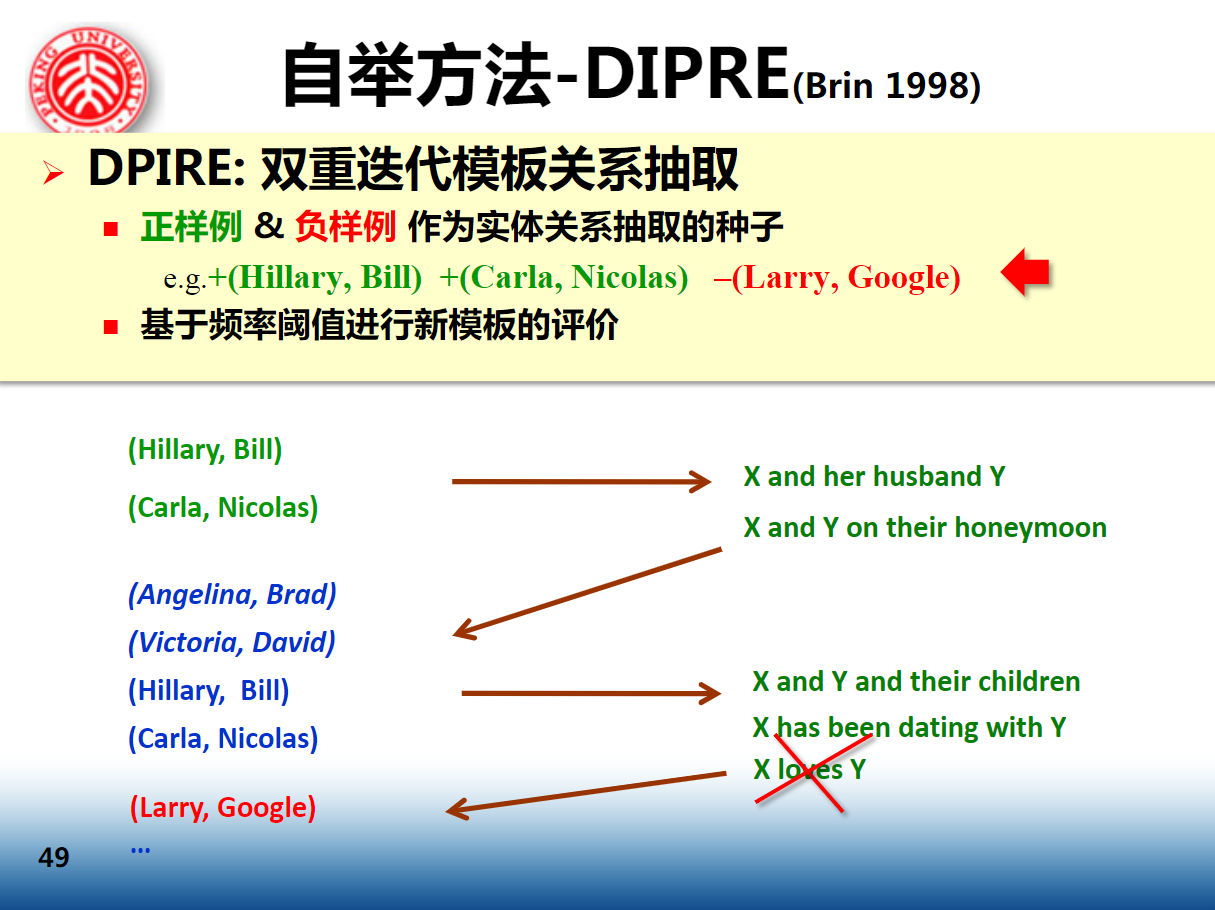 PEKING UNIVERSITY
1898
自举方法-DIPRE(Brin 1998)
DPIRE: 双重迭代模板关系抽取
正样例 & 负样例 作为实体关系抽取的种子
e.g.+(Hillary, Bill) +(Carla, Nicolas) –(Larry, Google)
基于频率阈值进行新模板的评价
(Hillary, Bill)
(Carla, Nicolas)
X and her husband Y
X and Y on their honeymoon
(Angelina, Brad)
(Victoria, David)
(Hillary, Bill)
(Carla, Nicolas)
X and Y and their children
X has been dating with Y
X loves Y
(Larry, Google)
...
49